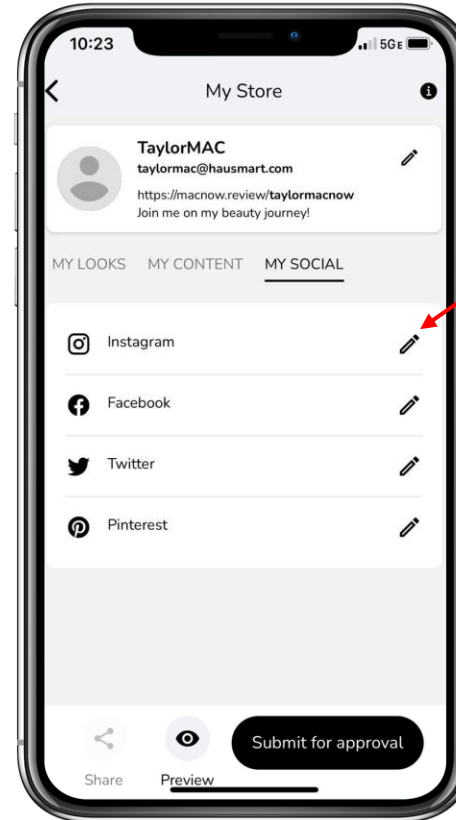 10:23
5GE
My Store
TaylorMAC
taylormac@hausmart.com
https://macnow.review/taylormacnow
Join me on my beauty journey!
MY LOOKS MY CONTENT MY SOCIAL
Instagram
Facebook
Twitter
Pinterest
Share
Preview
Submit for approval